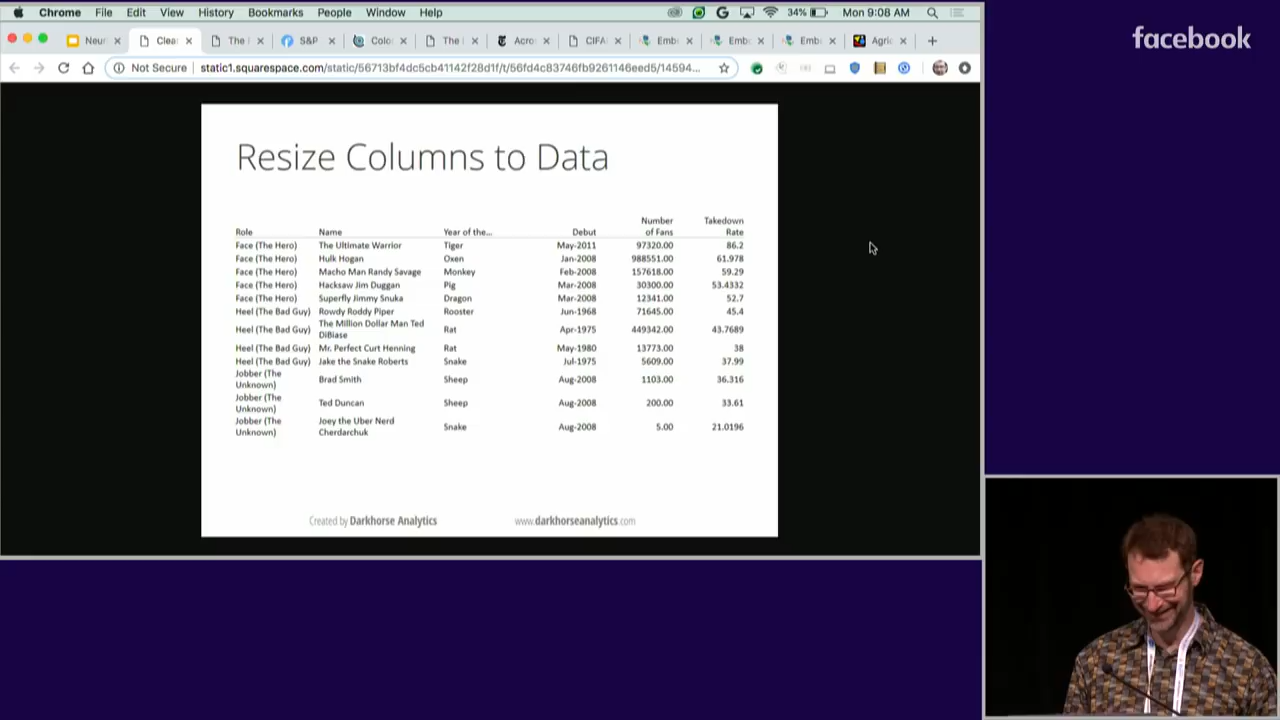 Chrome File Edit View History Bookmarks People Window Help 34% Mon 9:08 AM
facebook
Neur Clea The S&P Colo The Acro CIFA Emb Emb Emb Agri
Not Secure static1.squarespace.com/static/56713bf4dc5cb41142f28d1f/t/56fd4c83746fb9261146eed5/14594...
Resize Columns to Data
Number Takedown
Role Name Year of the... Debut of Fans Rate
Face (The Hero) The Ultimate Warrior Tiger May-2011 97320.00 86.2
Face (The Hero) Hulk Hogan Oxen Jan-2008 988551.00 61.978
Face (The Hero) Macho Man Randy Savage Monkey Feb-2008 157618.00 59.29
Face (The Hero) Hacksaw Jim Duggan Pig Mar-2008 30300.00 53.4332
Face (The Hero) Superfly Jimmy Snuka Dragon Mar-2008 12341.00 52.7
Heel (The Bad Guy) Rowdy Roddy Piper Rooster Jun-1968 71645.00 45.4
The Million Dollar Man Ted
Heel (The Bad Guy) Rat Apr-1975 449342.00 43.7689
DiBiase
Heel (The Bad Guy) Mr. Perfect Curt Henning Rat May-1980 13773.00 38
Heel (The Bad Guy) Jake the Snake Roberts Snake Jul-1975 5609.00 37.99
Jobber (The
Brad Smith Sheep Aug-2008 1103.00 36.316
Unknown)
Jobber (The
Ted Duncan Sheep Aug-2008 200.00 33.61
Unknown)
Jobber (The Joey the Uber Nerd
Snake Aug-2008 5.00 21.0196
Unknown) Cherdarchuk
Created by Darkhorse Analytics www.darkhorseanalytics.com